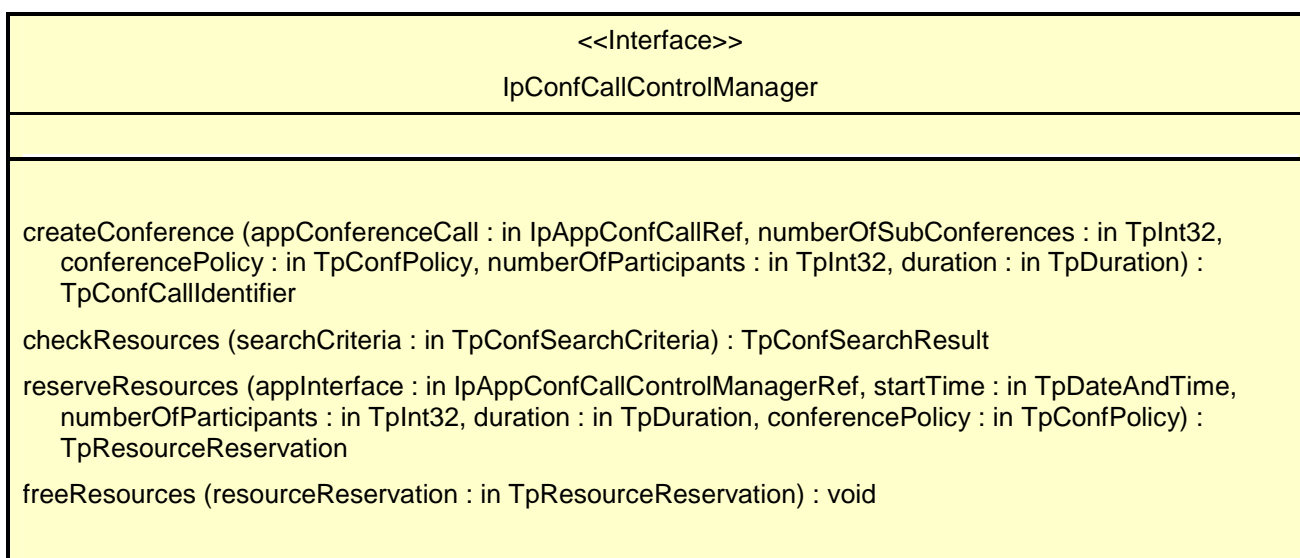 <<Interface>>
IpConfCallControlManager
createConference (appConferenceCall : in IpAppConfCallRef, numberOfSubConferences : in TpInt32,
conferencePolicy : in TpConfPolicy, numberOfParticipants : in TpInt32, duration : in TpDuration) :
TpConfCallIdentifier
checkResources (searchCriteria : in TpConfSearchCriteria) : TpConfSearchResult
reserveResources (appInterface : in IpAppConfCallControlManagerRef, startTime : in TpDateAndTime,
numberOfParticipants : in TpInt32, duration : in TpDuration, conferencePolicy : in TpConfPolicy) :
TpResourceReservation
freeResources (resourceReservation : in TpResourceReservation) : void